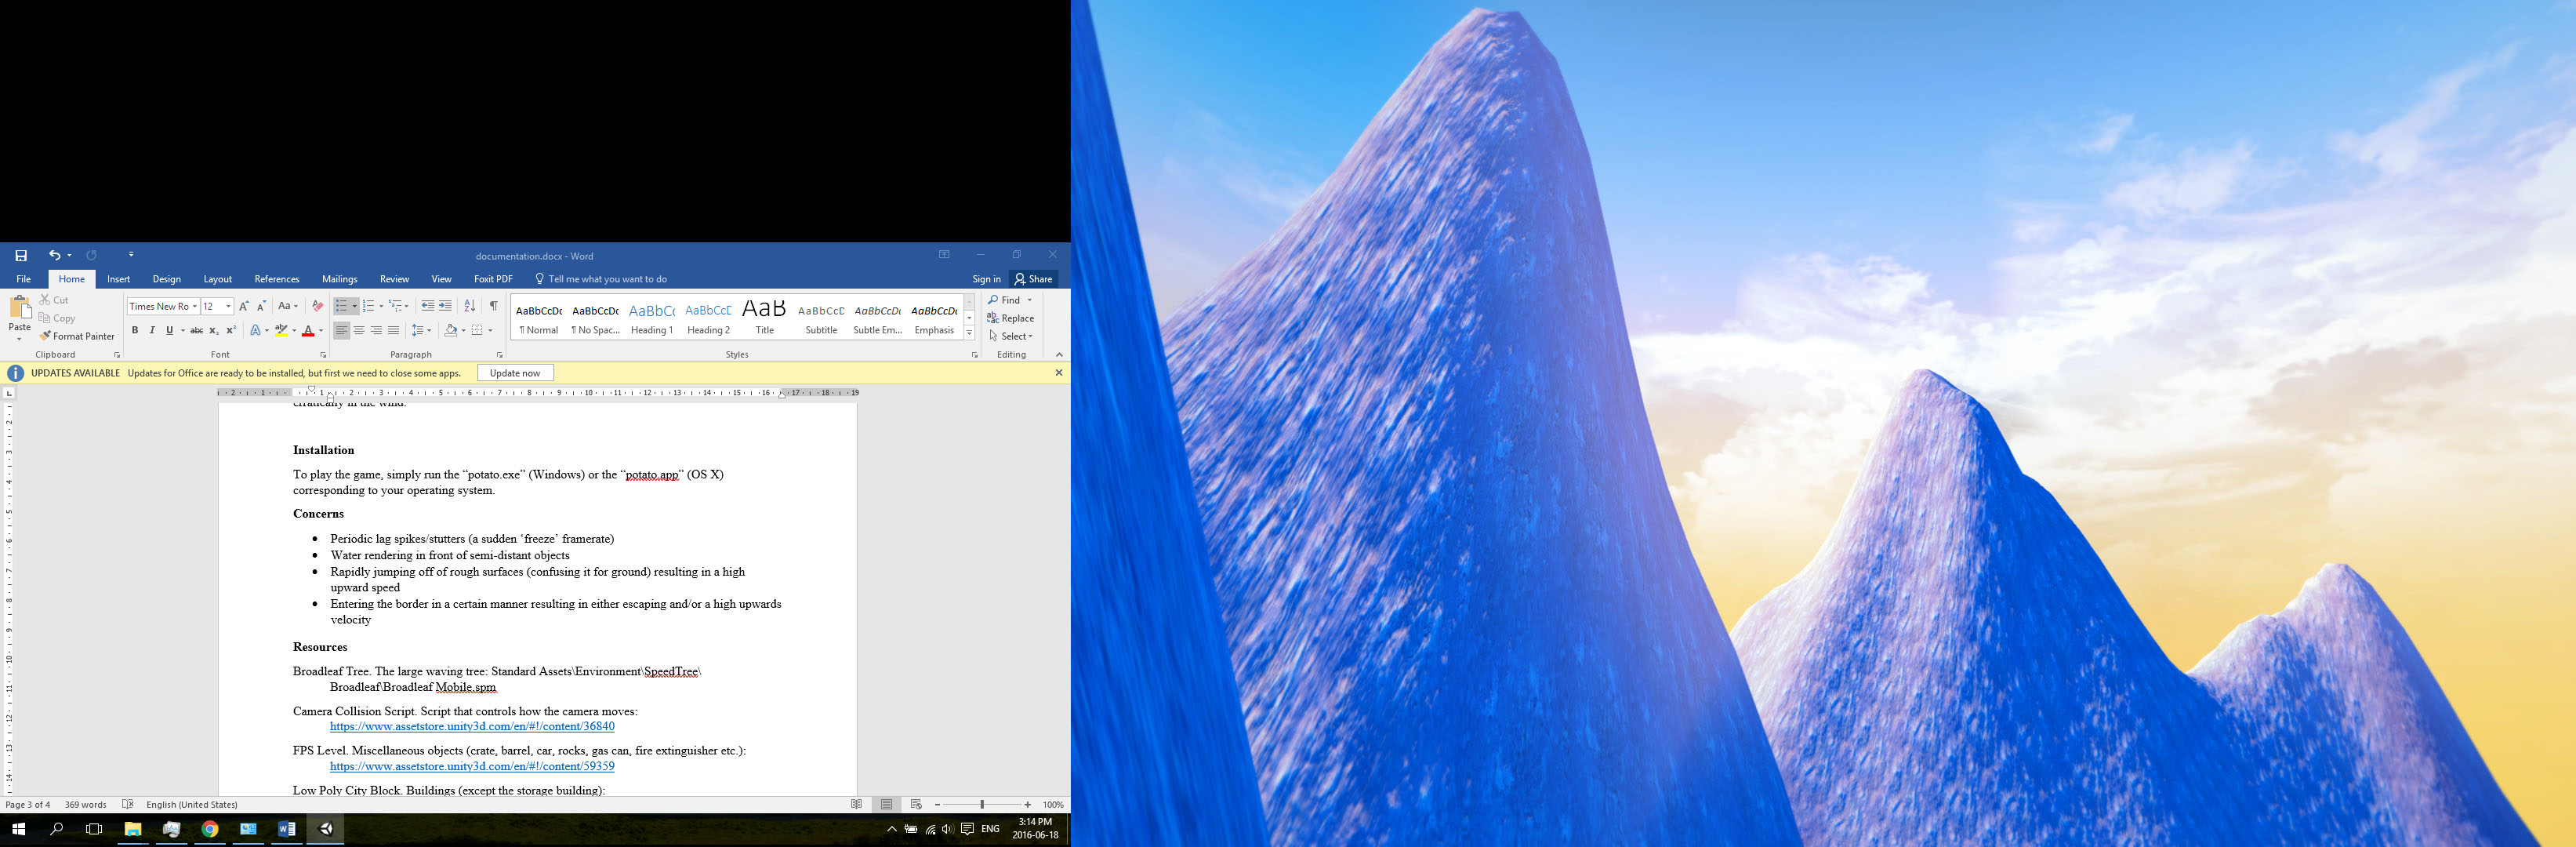 documentation.docx - Word
File Home Insert Design Layout References Mailings Review View Foxit PDF Tell me what you want to do Sign in Share
Cut
Copy
Format Painter
Paste
Clipboard
Times New Ro 12
Font
Paragraph
AaBbCcDc AaBbCcDc AaBbCc AaBbCcD AaB AaBbCcD AaBbCcDc AaBbCcDc
¶ Normal ¶ No Spac... Heading 1 Heading 2 Title Subtitle Subtle Em... Emphasis
Styles
Find
Replace
Select
Editing
UPDATES AVAILABLE Updates for Office are ready to be installed, but first we need to close some apps. Update now
erratically in the wind.
Installation
To play the game, simply run the “potato.exe” (Windows) or the “potato.app” (OS X)
corresponding to your operating system.
Concerns
• Periodic lag spikes/stutters (a sudden ‘freeze’ framerate)
• Water rendering in front of semi-distant objects
• Rapidly jumping off of rough surfaces (confusing it for ground) resulting in a high
upward speed
• Entering the border in a certain manner resulting in either escaping and/or a high upwards
velocity
Resources
Broadleaf Tree. The large waving tree: Standard Assets\Environment\SpeedTree\
Broadleaf\Broadleaf Mobile.spm
Camera Collision Script. Script that controls how the camera moves:
https://www.assetstore.unity3d.com/en/#!/content/36840
FPS Level. Miscellaneous objects (crate, barrel, car, rocks, gas can, fire extinguisher etc.):
https://www.assetstore.unity3d.com/en/#!/content/59359
Low Poly City Block. Buildings (except the storage building):
Page 3 of 4 369 words English (United States) 100%
ENG 3:14 PM
2016-06-18